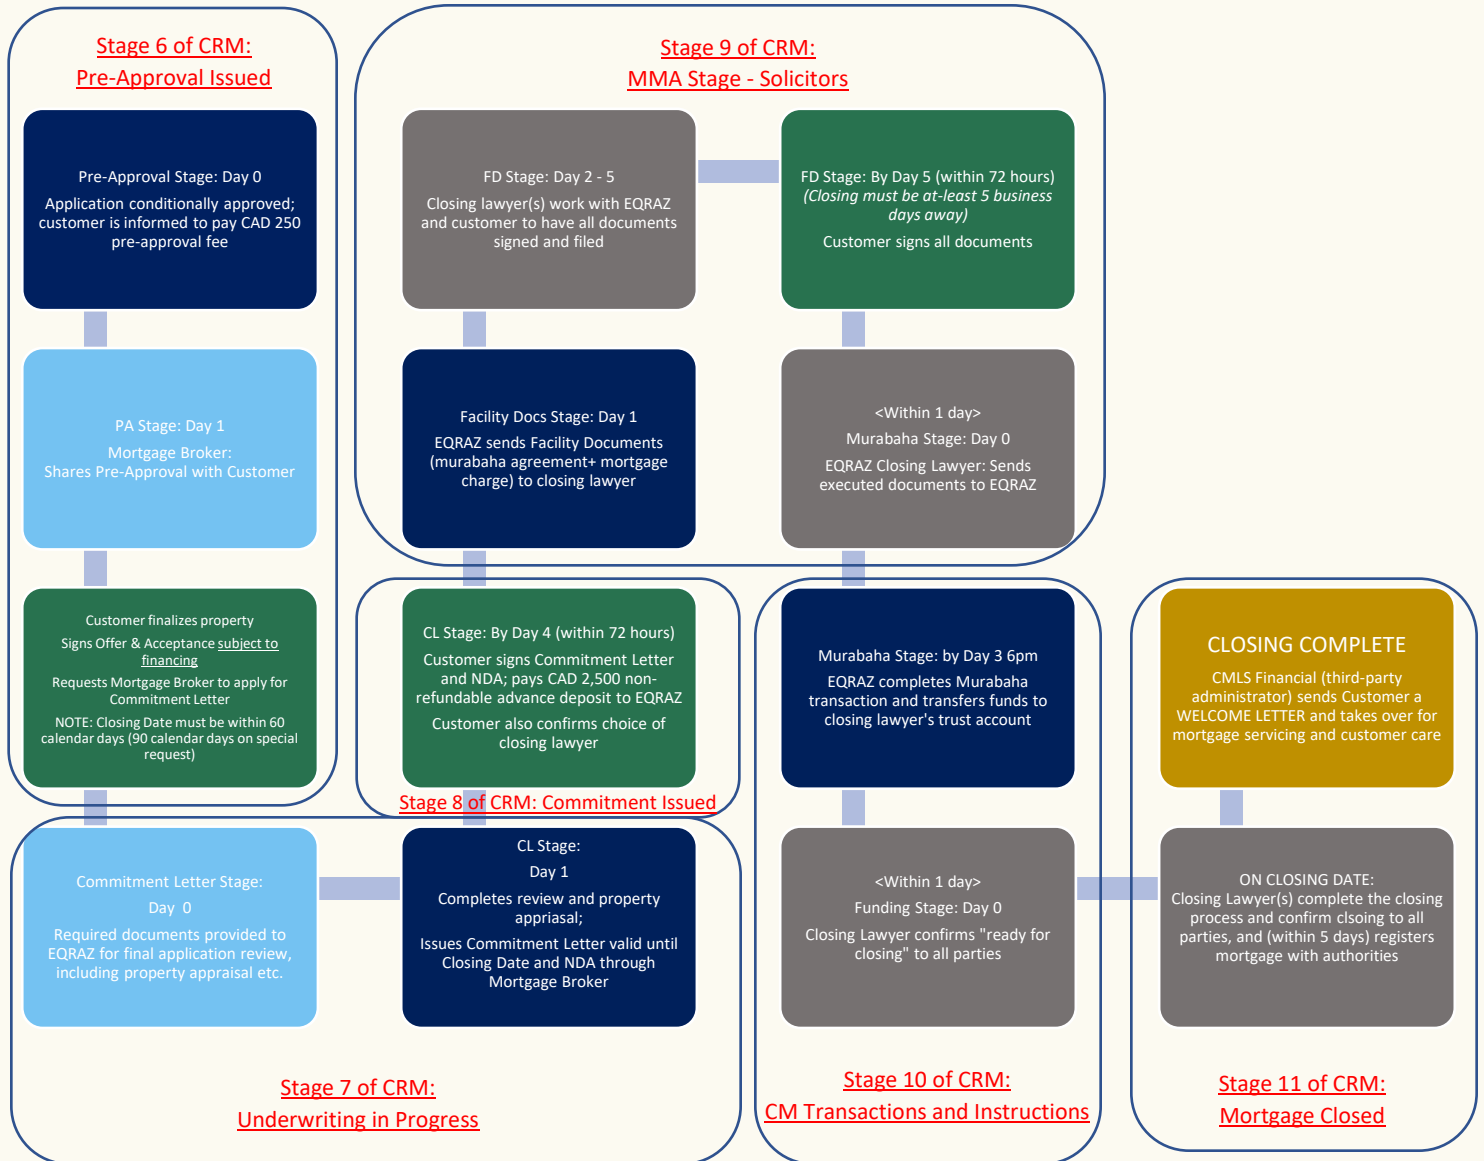 Stage 6 of CRM:
Pre-Approval Issued
Pre-Approval Stage: Day 0
Application conditionally approved;
customer is informed to pay CAD 250
pre-approval fee
PA Stage: Day 1
Mortgage Broker:
Shares Pre-Approval with Customer
Customer finalizes property
Signs Offer & Acceptance subject to
financing
Requests Mortgage Broker to apply for
Commitment Letter
NOTE: Closing Date must be within 60
calendar days (90 calendar days on special
request)
Commitment Letter Stage:
Day 0
Required documents provided to
EQRAZ for final application review,
including property appraisal etc.
CL Stage:
Day 1
Completes review and property
appriasal;
Issues Commitment Letter valid until
Closing Date and NDA through
Mortgage Broker
Stage 7 of CRM:
Underwriting in Progress
CL Stage: By Day 4 (within 72 hours)
Customer signs Commitment Letter
and NDA; pays CAD 2,500 non-
refundable advance deposit to EQRAZ
Customer also confirms choice of
closing lawyer
Stage 8 of CRM: Commitment Issued
Stage 9 of CRM:
MMA Stage - Solicitors
Facility Docs Stage: Day 1
EQRAZ sends Facility Documents
(murabaha agreement+ mortgage
charge) to closing lawyer
FD Stage: Day 2 - 5
Closing lawyer(s) work with EQRAZ
and customer to have all documents
signed and filed
FD Stage: By Day 5 (within 72 hours)
(Closing must be at-least 5 business
days away)
Customer signs all documents
<Within 1 day>
Murabaha Stage: Day 0
EQRAZ Closing Lawyer: Sends
executed documents to EQRAZ
Murabaha Stage: by Day 3 6pm
EQRAZ completes Murabaha
transaction and transfers funds to
closing lawyer's trust account
<Within 1 day>
Funding Stage: Day 0
Closing Lawyer confirms "ready for
closing" to all parties
Stage 10 of CRM:
CM Transactions and Instructions
ON CLOSING DATE:
Closing Lawyer(s) complete the closing
process and confirm clsoing to all
parties, and (within 5 days) registers
mortgage with authorities
CLOSING COMPLETE
CMLS Financial (third-party
administrator) sends Customer a
WELCOME LETTER and takes over for
mortgage servicing and customer care
Stage 11 of CRM:
Mortgage Closed